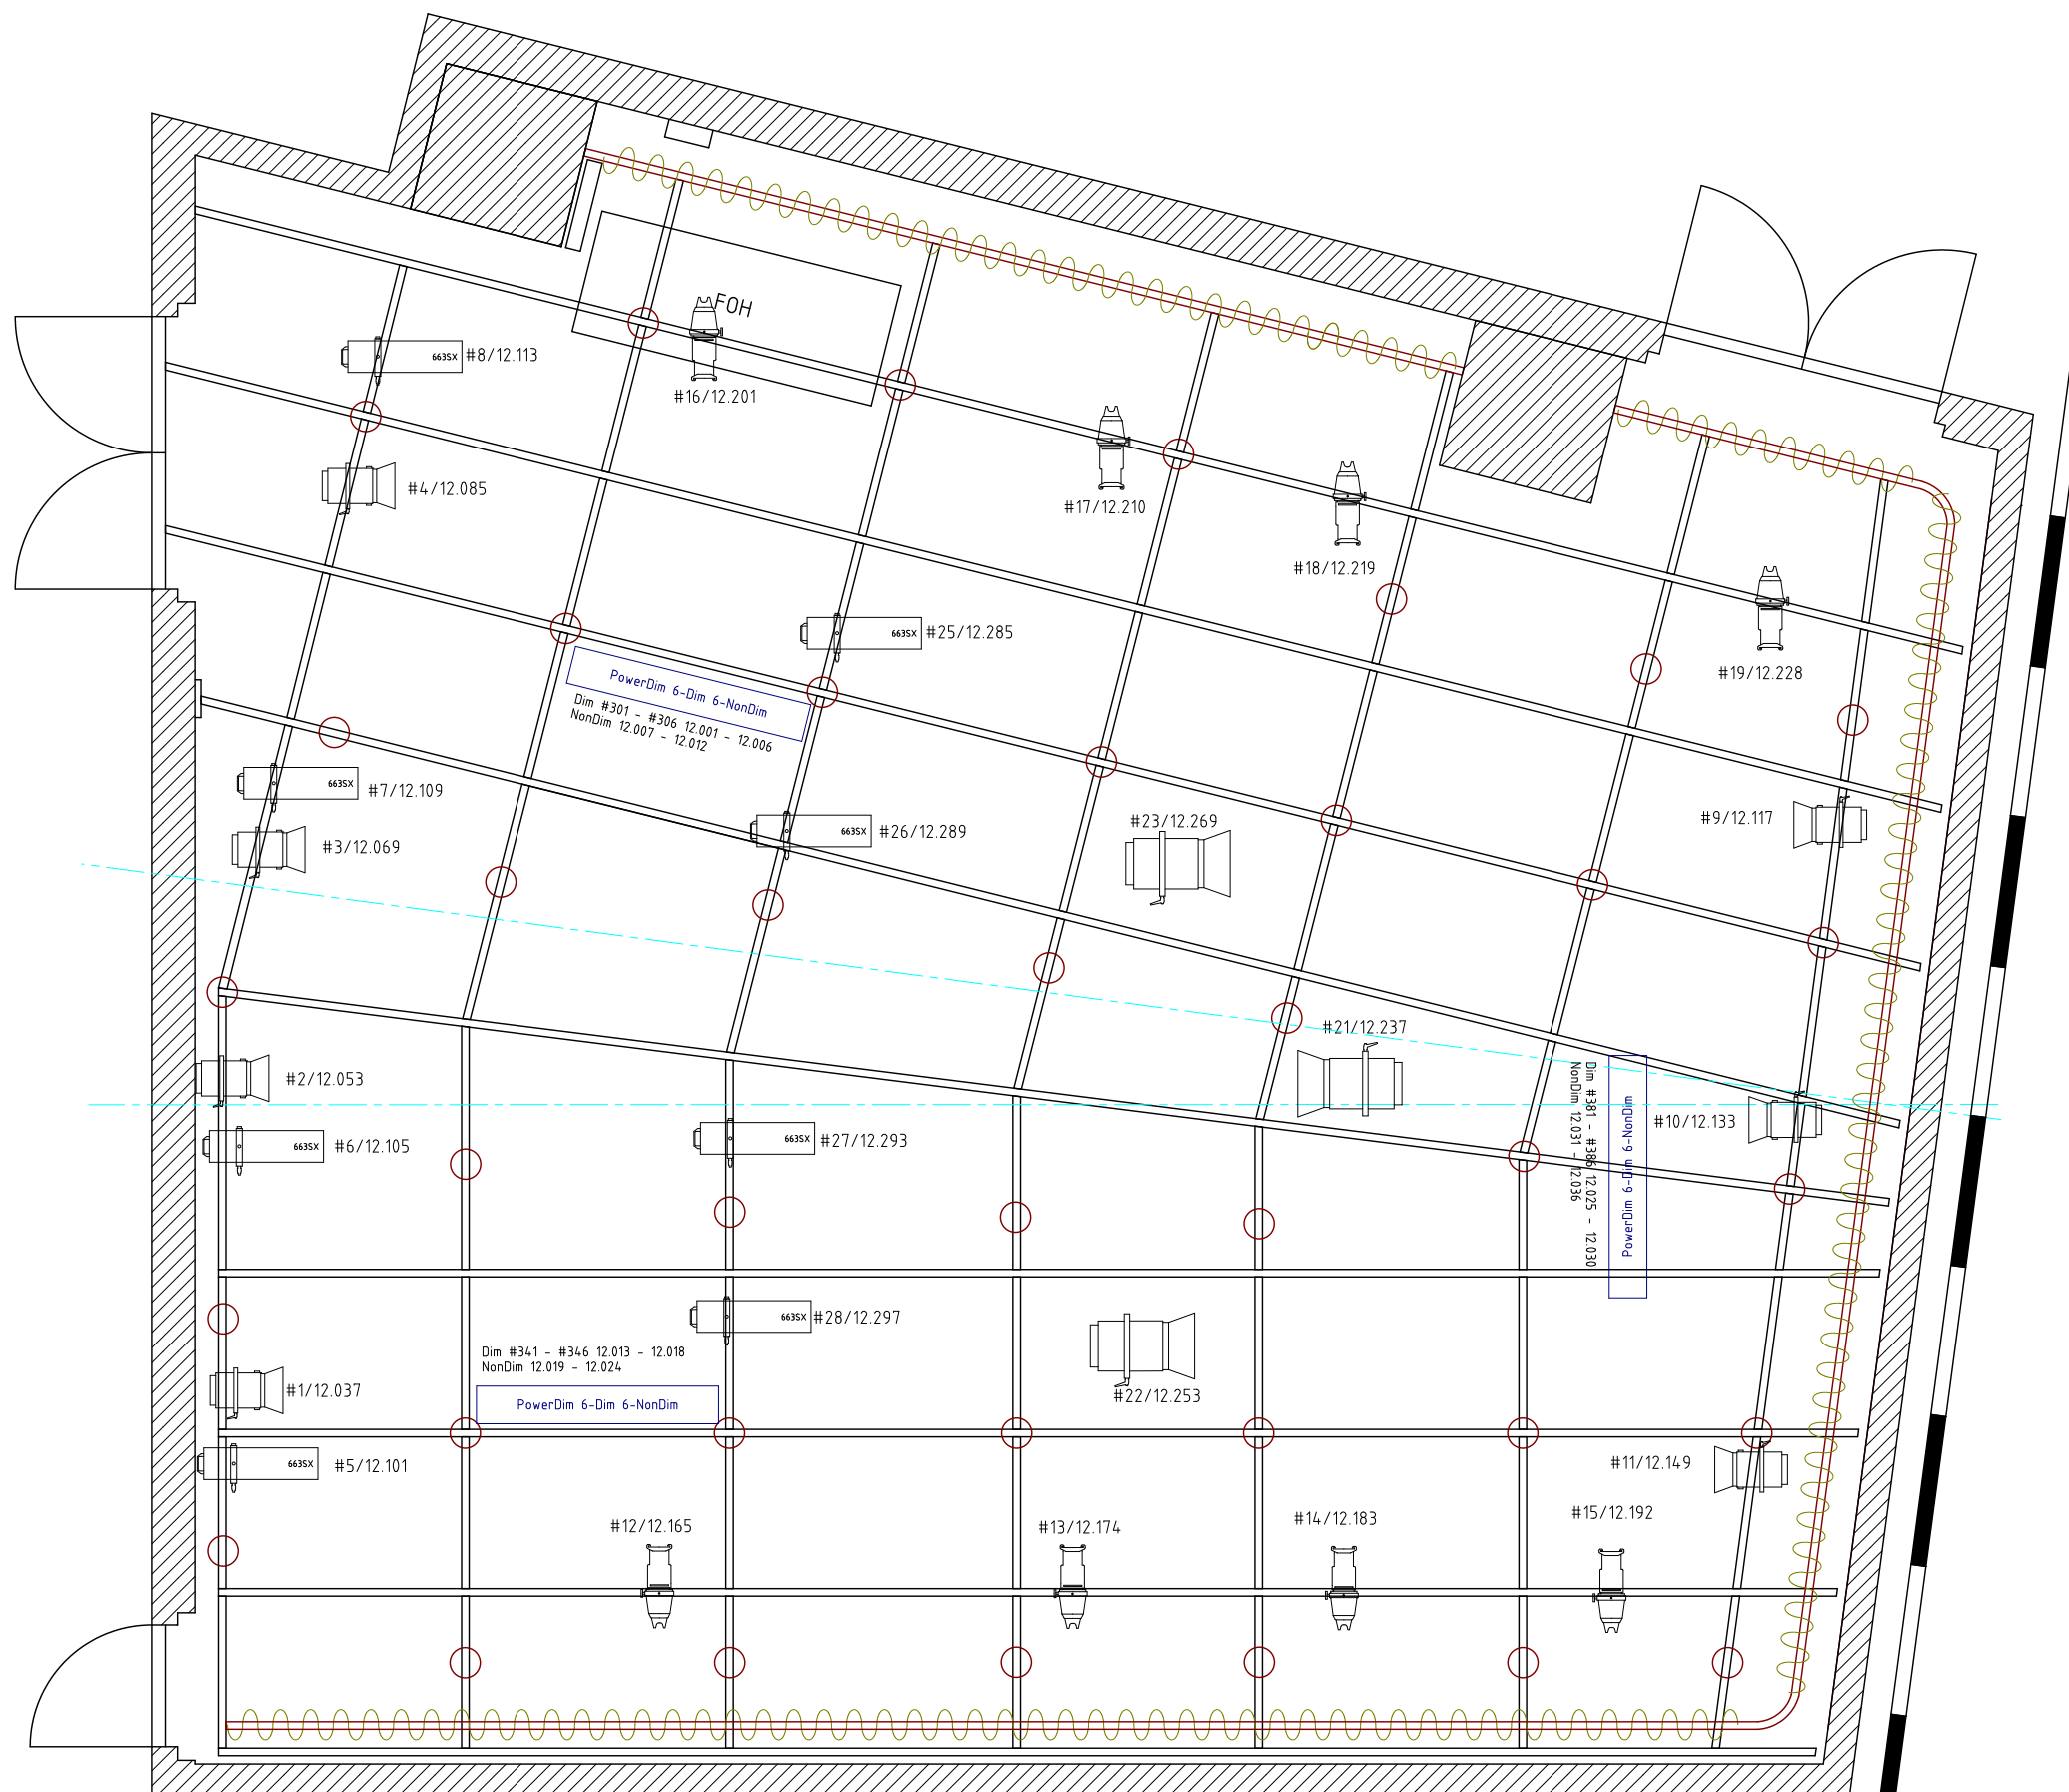 FOH
663SX #8/12.113
#16/12.201
#4/12.085
#17/12.210
#18/12.219
663SX #25/12.285
#19/12.228
PowerDim 6-Dim 6-NonDim
Dim #301 - #306 12.001 - 12.006
NonDim 12.007 - 12.012
663SX #7/12.109
#23/12.269
#9/12.117
663SX #26/12.289
#3/12.069
#21/12.237
#2/12.053
Dim #381 - #386 12.025 - 12.030
NonDim 12.031 - 12.036
PowerDim 6-Dim 6-NonDim
#10/12.133
663SX #6/12.105
663SX #27/12.293
663SX #28/12.297
Dim #341 - #346 12.013 - 12.018
NonDim 12.019 - 12.024
#1/12.037
#22/12.253
PowerDim 6-Dim 6-NonDim
663SX #5/12.101
#11/12.149
#12/12.165
#13/12.174
#14/12.183
#15/12.192